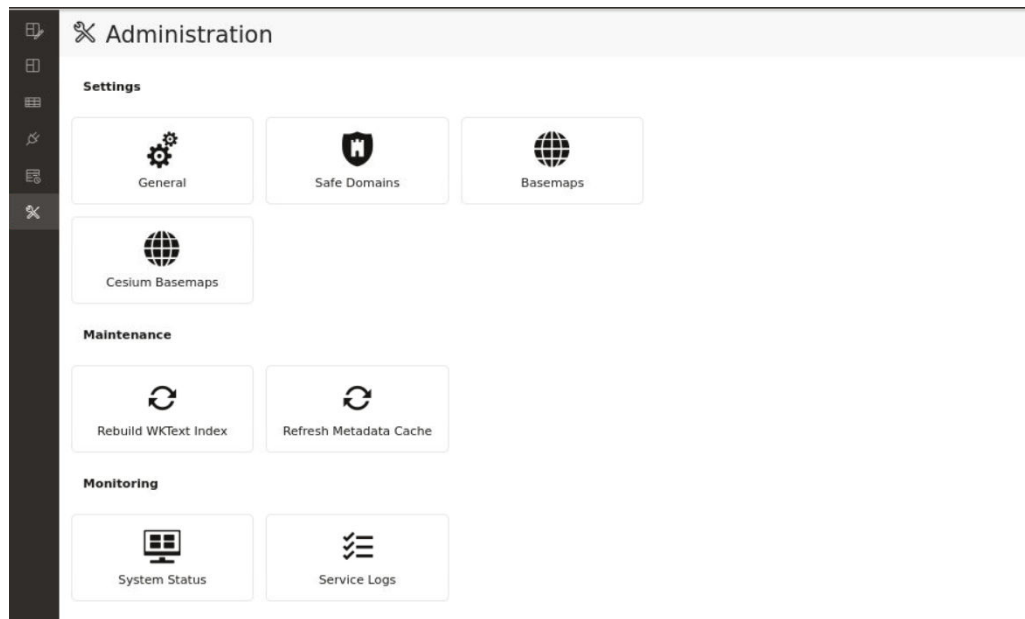 Administration
Settings
General
Safe Domains
Basemaps
Cesium Basemaps
Maintenance
Rebuild WKText Index
Refresh Metadata Cache
Monitoring
System Status
Service Logs